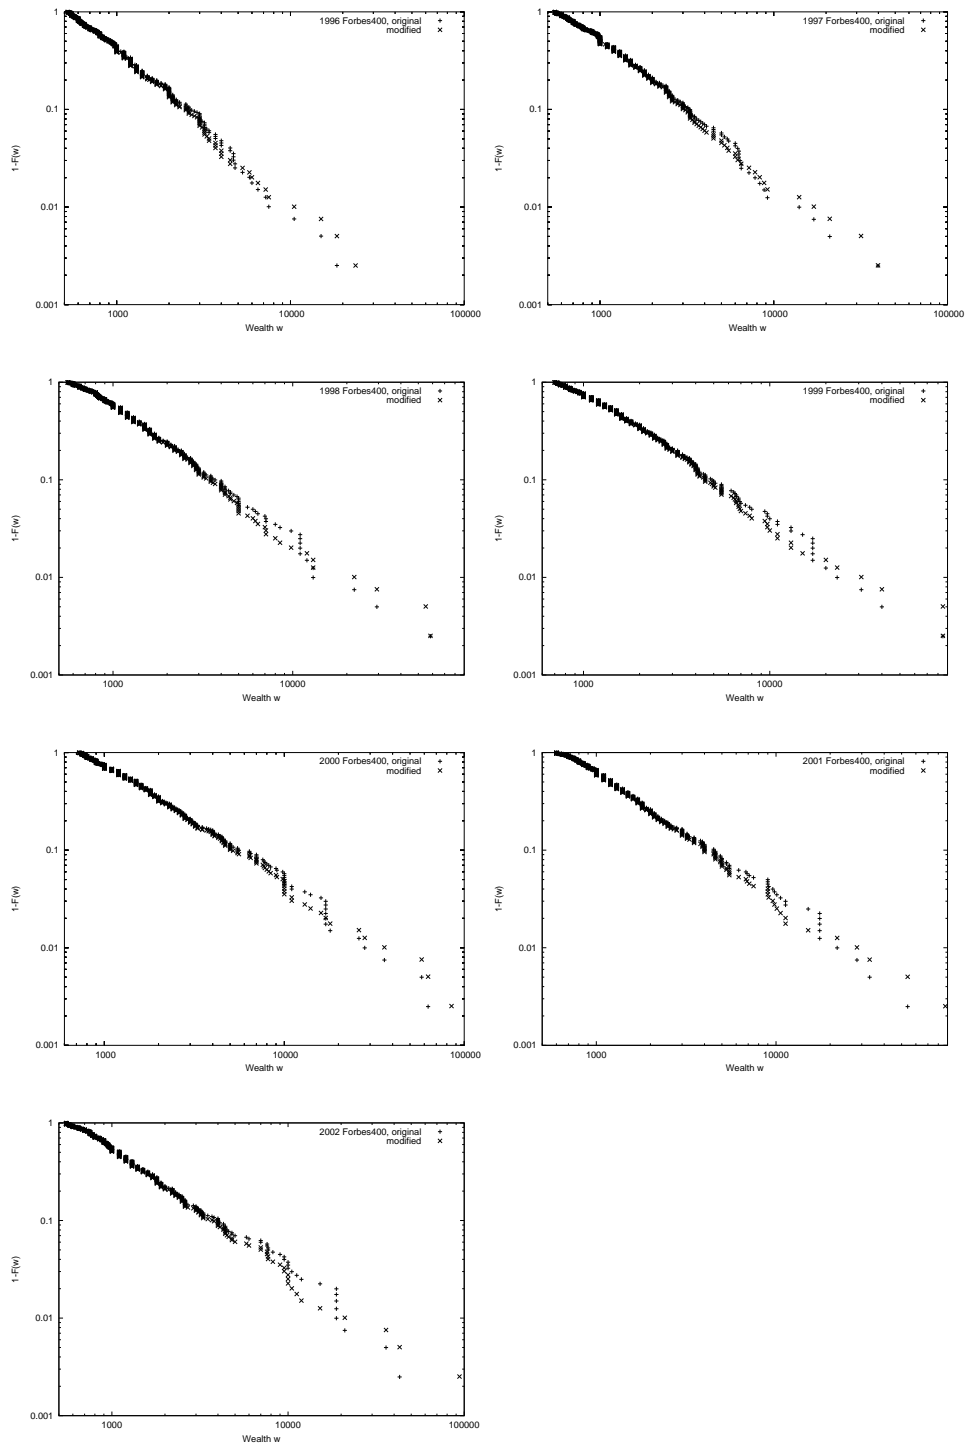 1
0.1
0.01
0.001
1000
10000
100000
1-F(w)
Wealth w
1996 Forbes400, original +
modified ×
1
0.1
0.01
0.001
1000
10000
100000
1-F(w)
Wealth w
1997 Forbes400, original +
modified ×
1
0.1
0.01
0.001
1000
10000
1-F(w)
Wealth w
1998 Forbes400, original +
modified ×
1
0.1
0.01
0.001
1000
10000
1-F(w)
Wealth w
1999 Forbes400, original +
modified ×
1
0.1
0.01
0.001
1000
10000
100000
1-F(w)
Wealth w
2000 Forbes400, original +
modified ×
1
0.1
0.01
0.001
1000
10000
1-F(w)
Wealth w
2001 Forbes400, original +
modified ×
1
0.1
0.01
0.001
1000
10000
100000
1-F(w)
Wealth w
2002 Forbes400, original +
modified ×